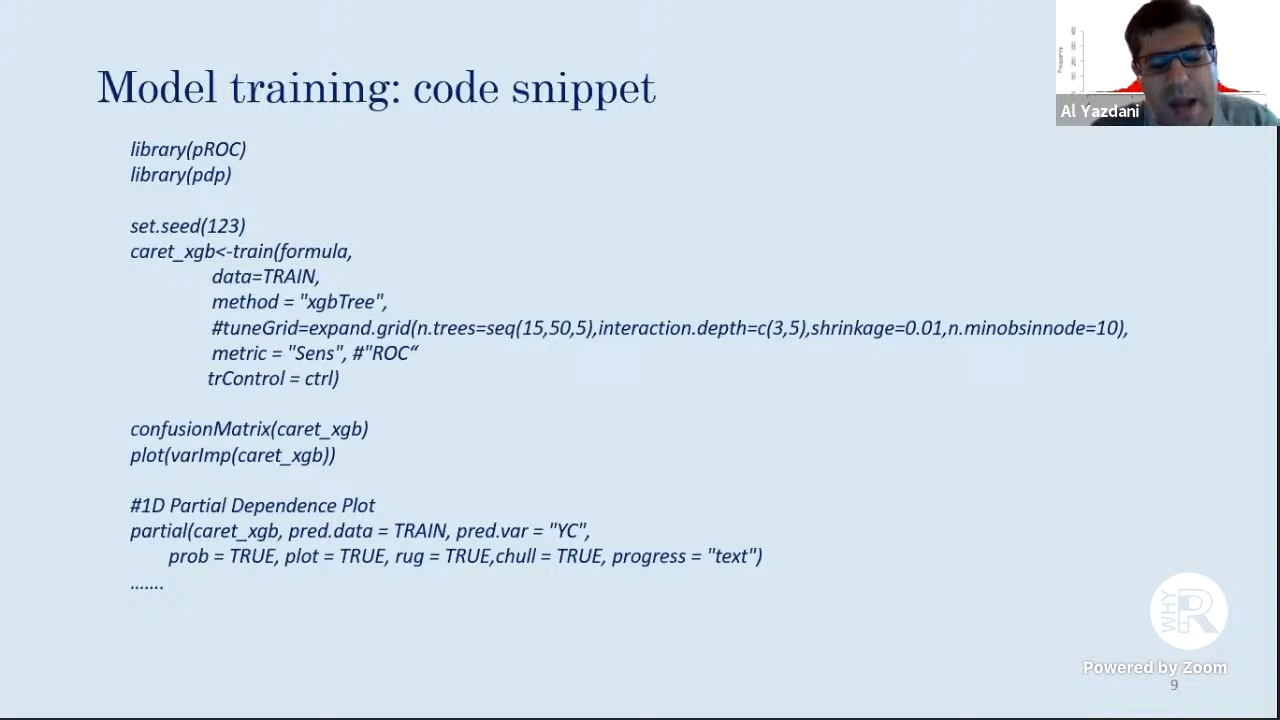 Model training: code snippet
library(pROC)
library(pdp)
set.seed(123)
caret_xgb<-train(formula,
data=TRAIN,
method = "xgbTree",
#tuneGrid=expand.grid(n.trees=seq(15,50,5),interaction.depth=c(3,5),shrinkage=0.01,n.minobsinnode=10),
metric = "Sens", #"ROC“
trControl = ctrl)
confusionMatrix(caret_xgb)
plot(varImp(caret_xgb))
#1D Partial Dependence Plot
partial(caret_xgb, pred.data = TRAIN, pred.var = "YC",
prob = TRUE, plot = TRUE, rug = TRUE,chull = TRUE, progress = "text")
.......
Frequency
Al Yazdani
WHY R
Powered by Zoom
9